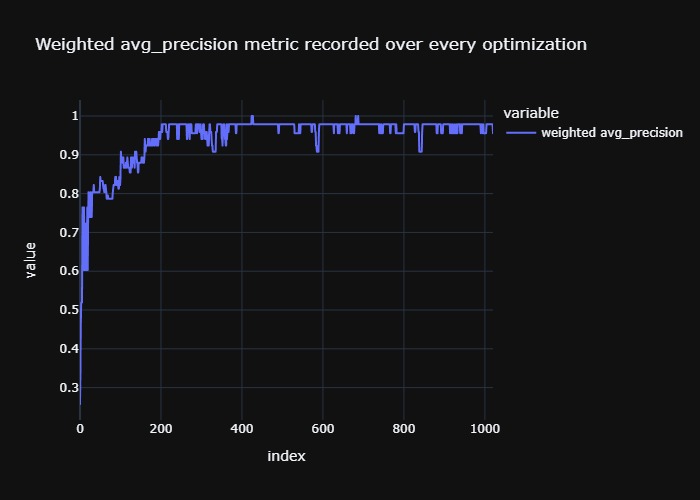 Weighted avg_precision metric recorded over every optimization
variable
weighted avg_precision
value
1
0.9
0.8
0.7
0.6
0.5
0.4
0.3
0 200 400 600 800 1000
index